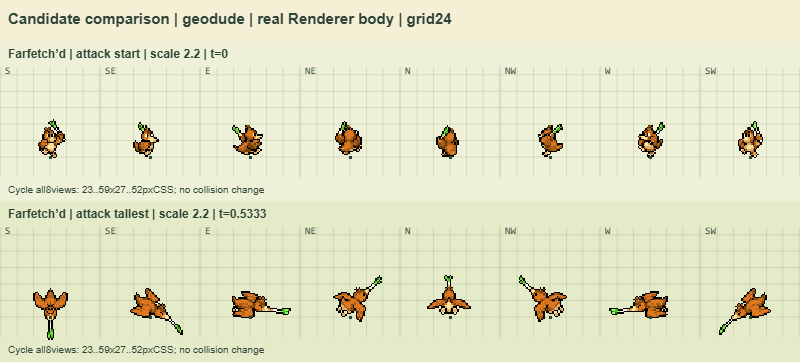 Candidate comparison | geodude | real Renderer body | grid24
Farfetch’d | attack start | scale 2.2 | t=0
S SE E NE N NW W SW
Cycle all8views: 23..59x27..52pxCSS; no collision change
Farfetch’d | attack tallest | scale 2.2 | t=0.5333
S SE E NE N NW W SW
Cycle all8views: 23..59x27..52pxCSS; no collision change